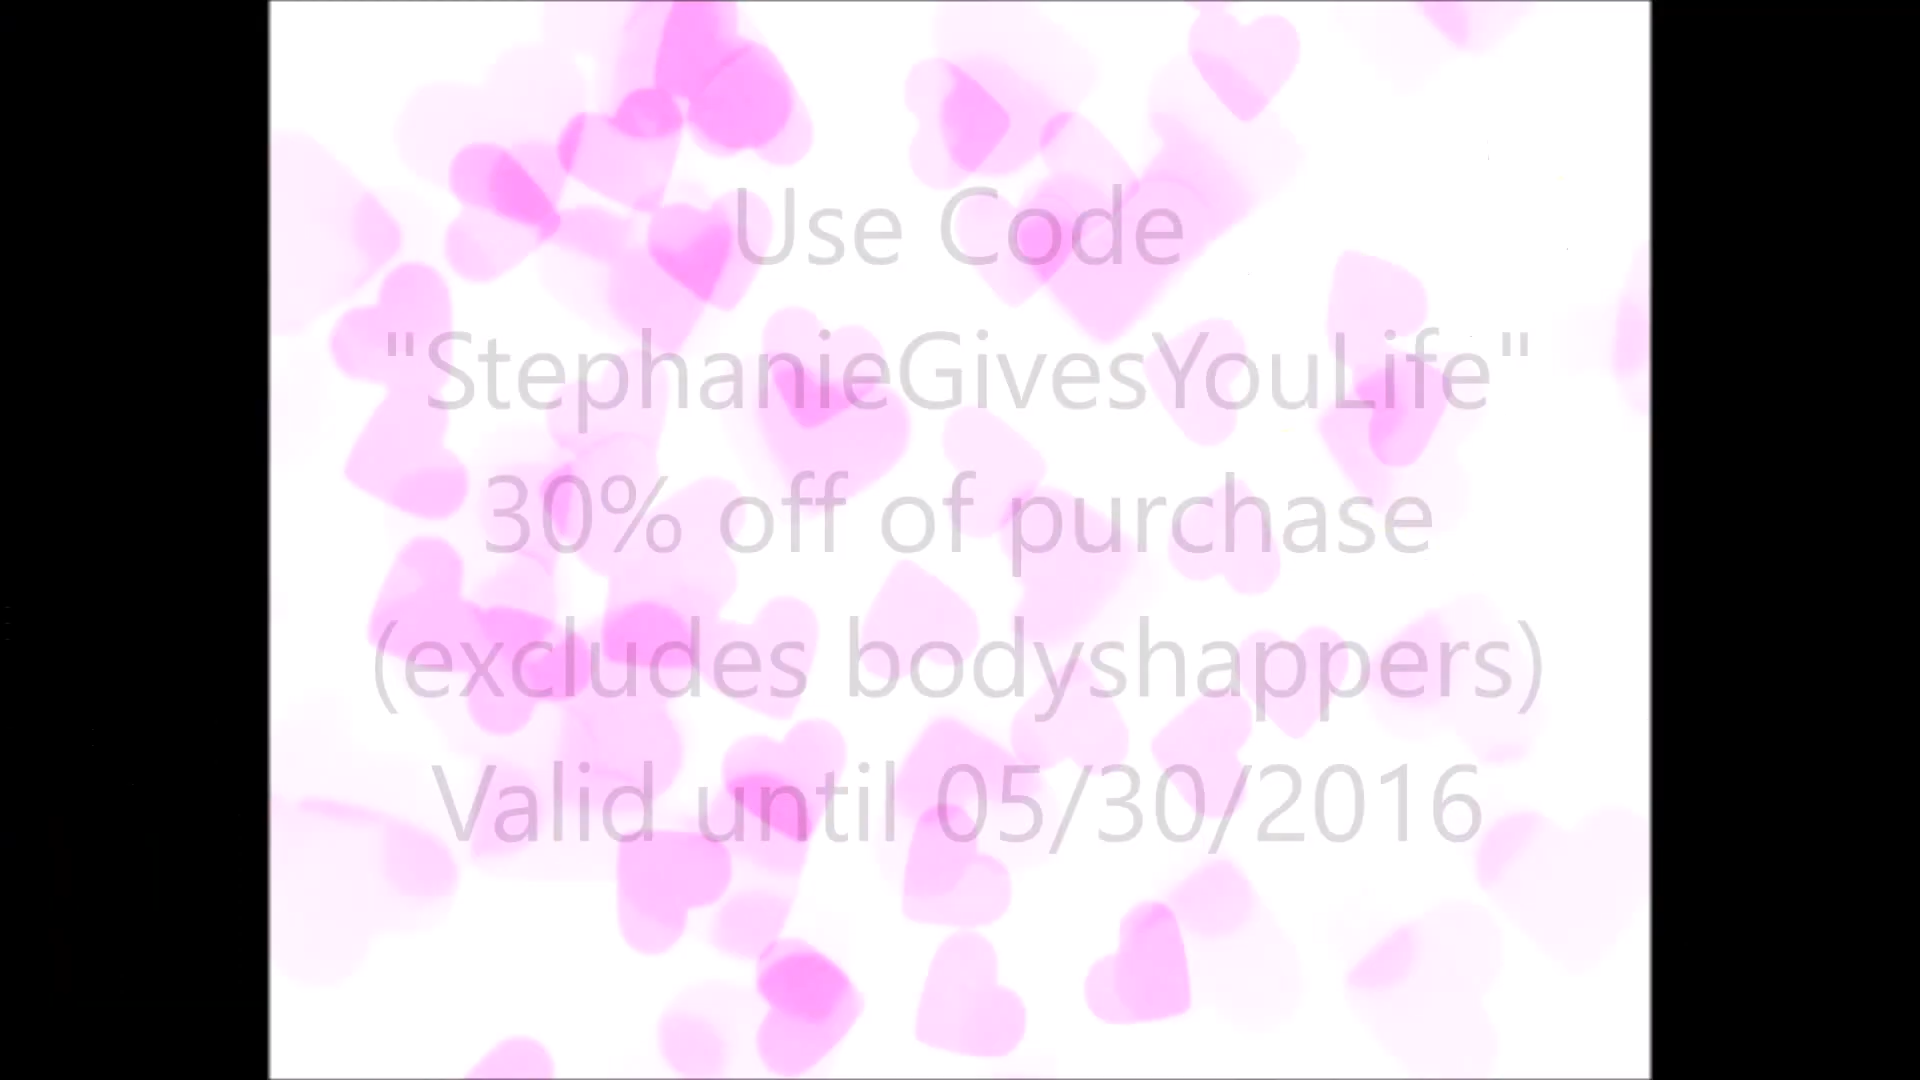 Use Code
"StephanieGivesYouLife"
30% off of purchase
(excludes bodyshappers)
Valid until 05/30/2016